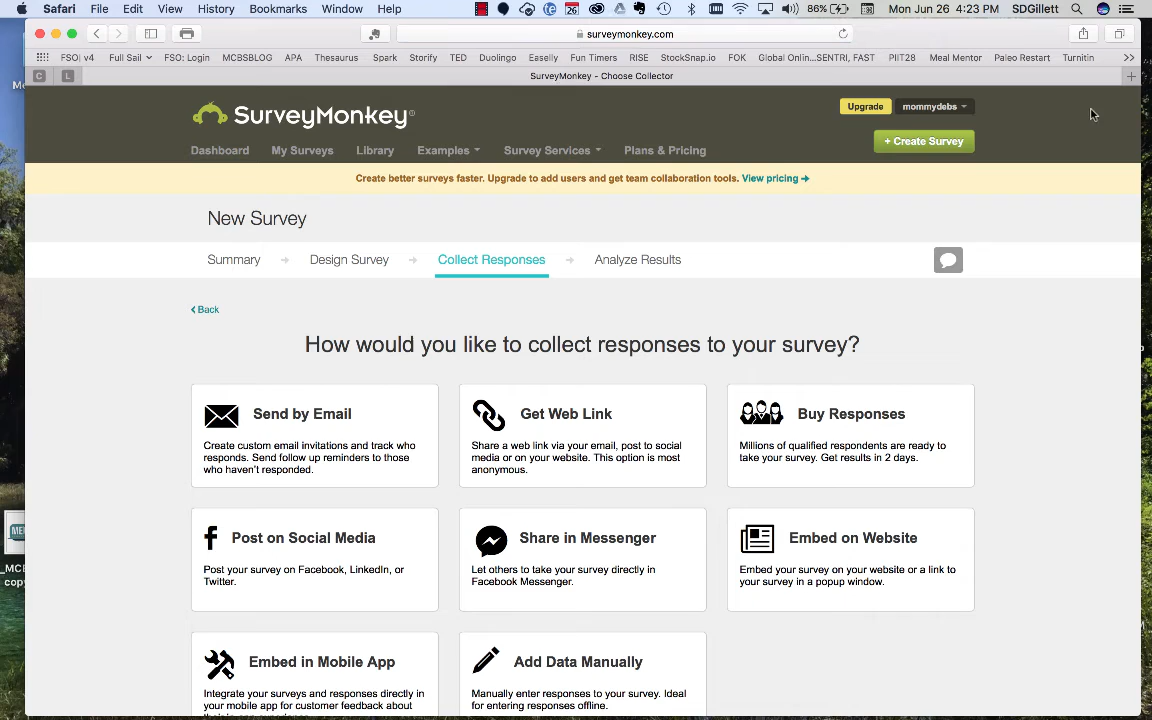 Safari File Edit View History Bookmarks Window Help 26 86% Mon Jun 26 4:23 PM SDGillett
surveymonkey.com
FSO| v4 Full Sail FSO: Login MCBSBLOG APA Thesaurus Spark Storify TED Duolingo Easelly Fun Timers RISE StockSnap.io FOK Global Onlin...SENTRI, FAST PIIT28 Meal Mentor Paleo Restart Turnitin >>
C L SurveyMonkey - Choose Collector +
SurveyMonkey®
Upgrade mommydebs
Dashboard My Surveys Library Examples Survey Services Plans & Pricing
+ Create Survey
Create better surveys faster. Upgrade to add users and get team collaboration tools. View pricing →
New Survey
Summary → Design Survey → Collect Responses → Analyze Results
< Back
How would you like to collect responses to your survey?
Send by Email
Create custom email invitations and track who
responds. Send follow up reminders to those
who haven't responded.
Get Web Link
Share a web link via your email, post to social
media or on your website. This option is most
anonymous.
Buy Responses
Millions of qualified respondents are ready to
take your survey. Get results in 2 days.
Post on Social Media
Post your survey on Facebook, LinkedIn, or
Twitter.
Share in Messenger
Let others to take your survey directly in
Facebook Messenger.
Embed on Website
Embed your survey on your website or a link to
your survey in a popup window.
Embed in Mobile App
Integrate your surveys and responses directly in
your mobile app for customer feedback about
Add Data Manually
Manually enter responses to your survey. Ideal
for entering responses offline.
copy